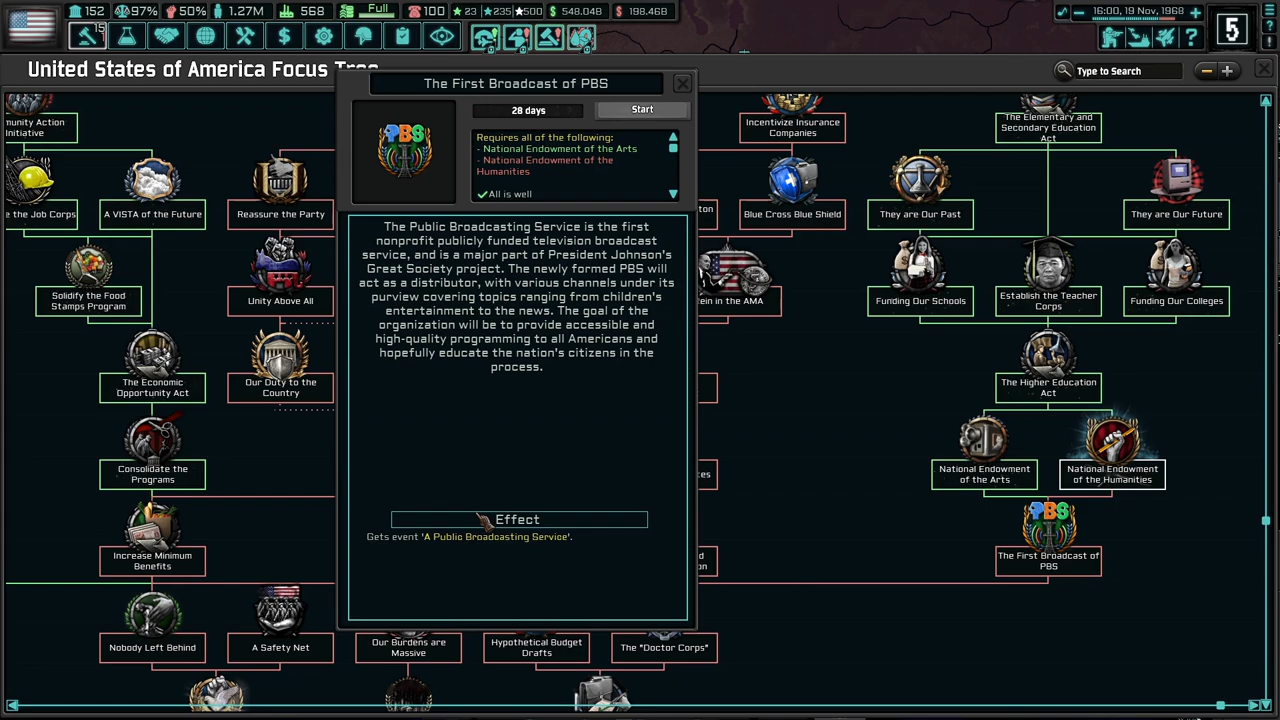 152 97% 50% 1.27M 568 Full 100 23 235 500 $ 548.04B $ 198.46B
16:00, 19 Nov, 1968
5
15
United States of America Focus Tree
Type to Search
The First Broadcast of PBS
28 days
Start
PBS
Requires all of the following:
- National Endowment of the Arts
- National Endowment of the
Humanities
All is well
The Public Broadcasting Service is the first
nonprofit publicly funded television broadcast
service, and is a major part of President Johnson's
Great Society project. The newly formed PBS will
act as a distributor, with various channels under its
purview covering topics ranging from children's
entertainment to the news. The goal of the
organization will be to provide accessible and
high-quality programming to all Americans and
hopefully educate the nation's citizens in the
process.
Effect
Gets event 'A Public Broadcasting Service'.
munity Action
Initiative
e the Job Corps
A VISTA of the Future
Reassure the Party
Solidify the Food
Stamps Program
Unity Above All
The Economic
Opportunity Act
Our Duty to the
Country
Consolidate the
Programs
Increase Minimum
Benefits
Nobody Left Behind
A Safety Net
Our Burdens are
Massive
Hypothetical Budget
Drafts
The "Doctor Corps"
Incentivize Insurance
Companies
Blue Cross Blue Shield
tein in the AMA
The Elementary and
Secondary Education
Act
They are Our Past
They are Our Future
Funding Our Schools
Establish the Teacher
Corps
Funding Our Colleges
The Higher Education
Act
National Endowment
of the Arts
National Endowment
of the Humanities
PBS
The First Broadcast of
PBS